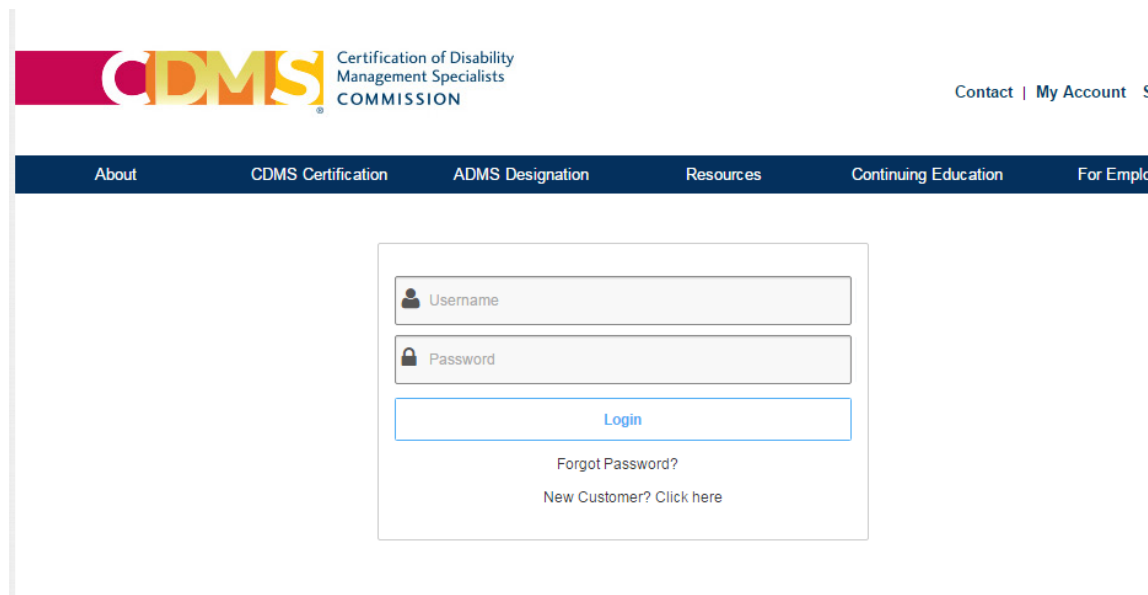 CDMS®
Certification of Disability
Management Specialists
COMMISSION
Contact | My Account
About CDMS Certification ADMS Designation Resources Continuing Education For
Username
Password
Login
Forgot Password?
New Customer? Click here